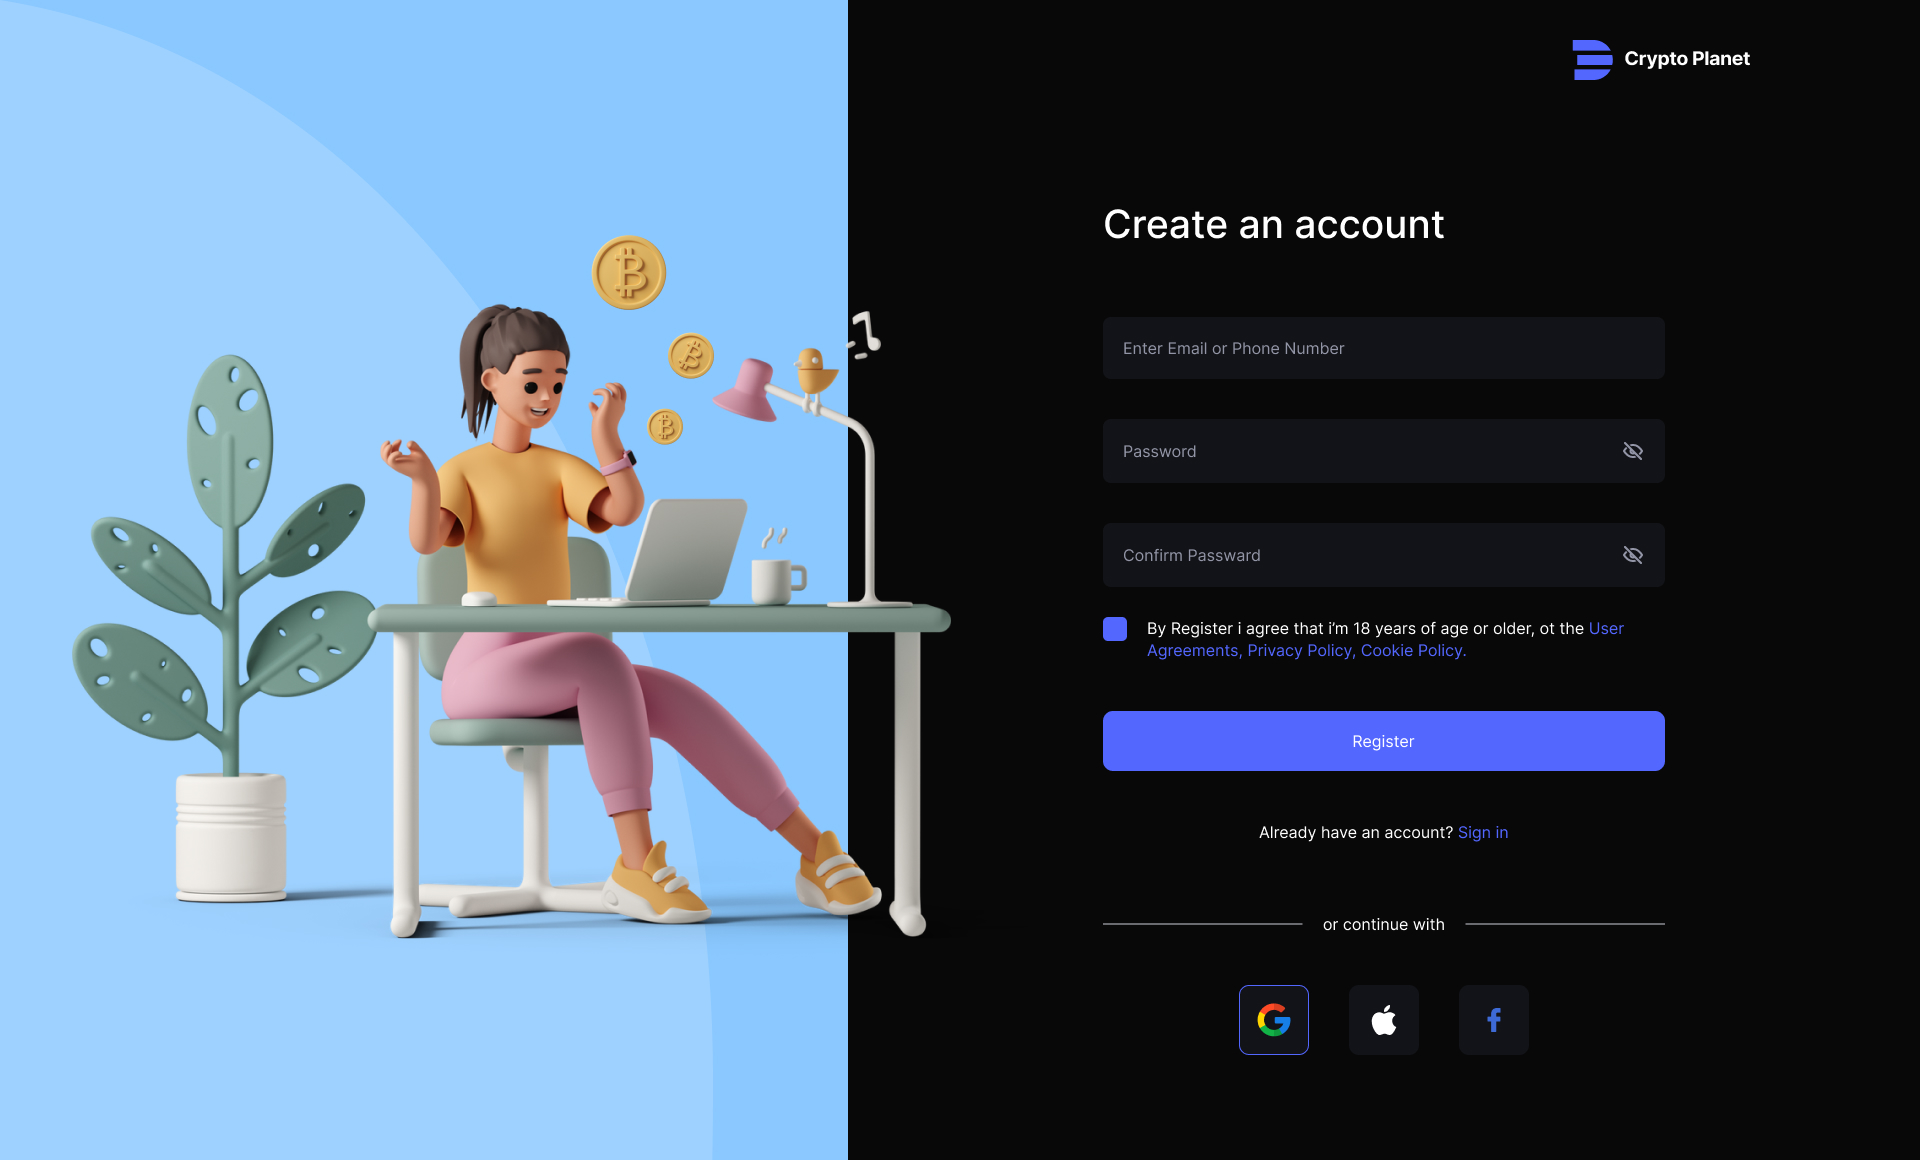 Crypto Planet
Create an account
Enter Email or Phone Number
Password
Confirm Passward
By Register i agree that i’m 18 years of age or older, ot the User
Agreements, Privacy Policy, Cookie Policy.
Register
Already have an account? Sign in
or continue with